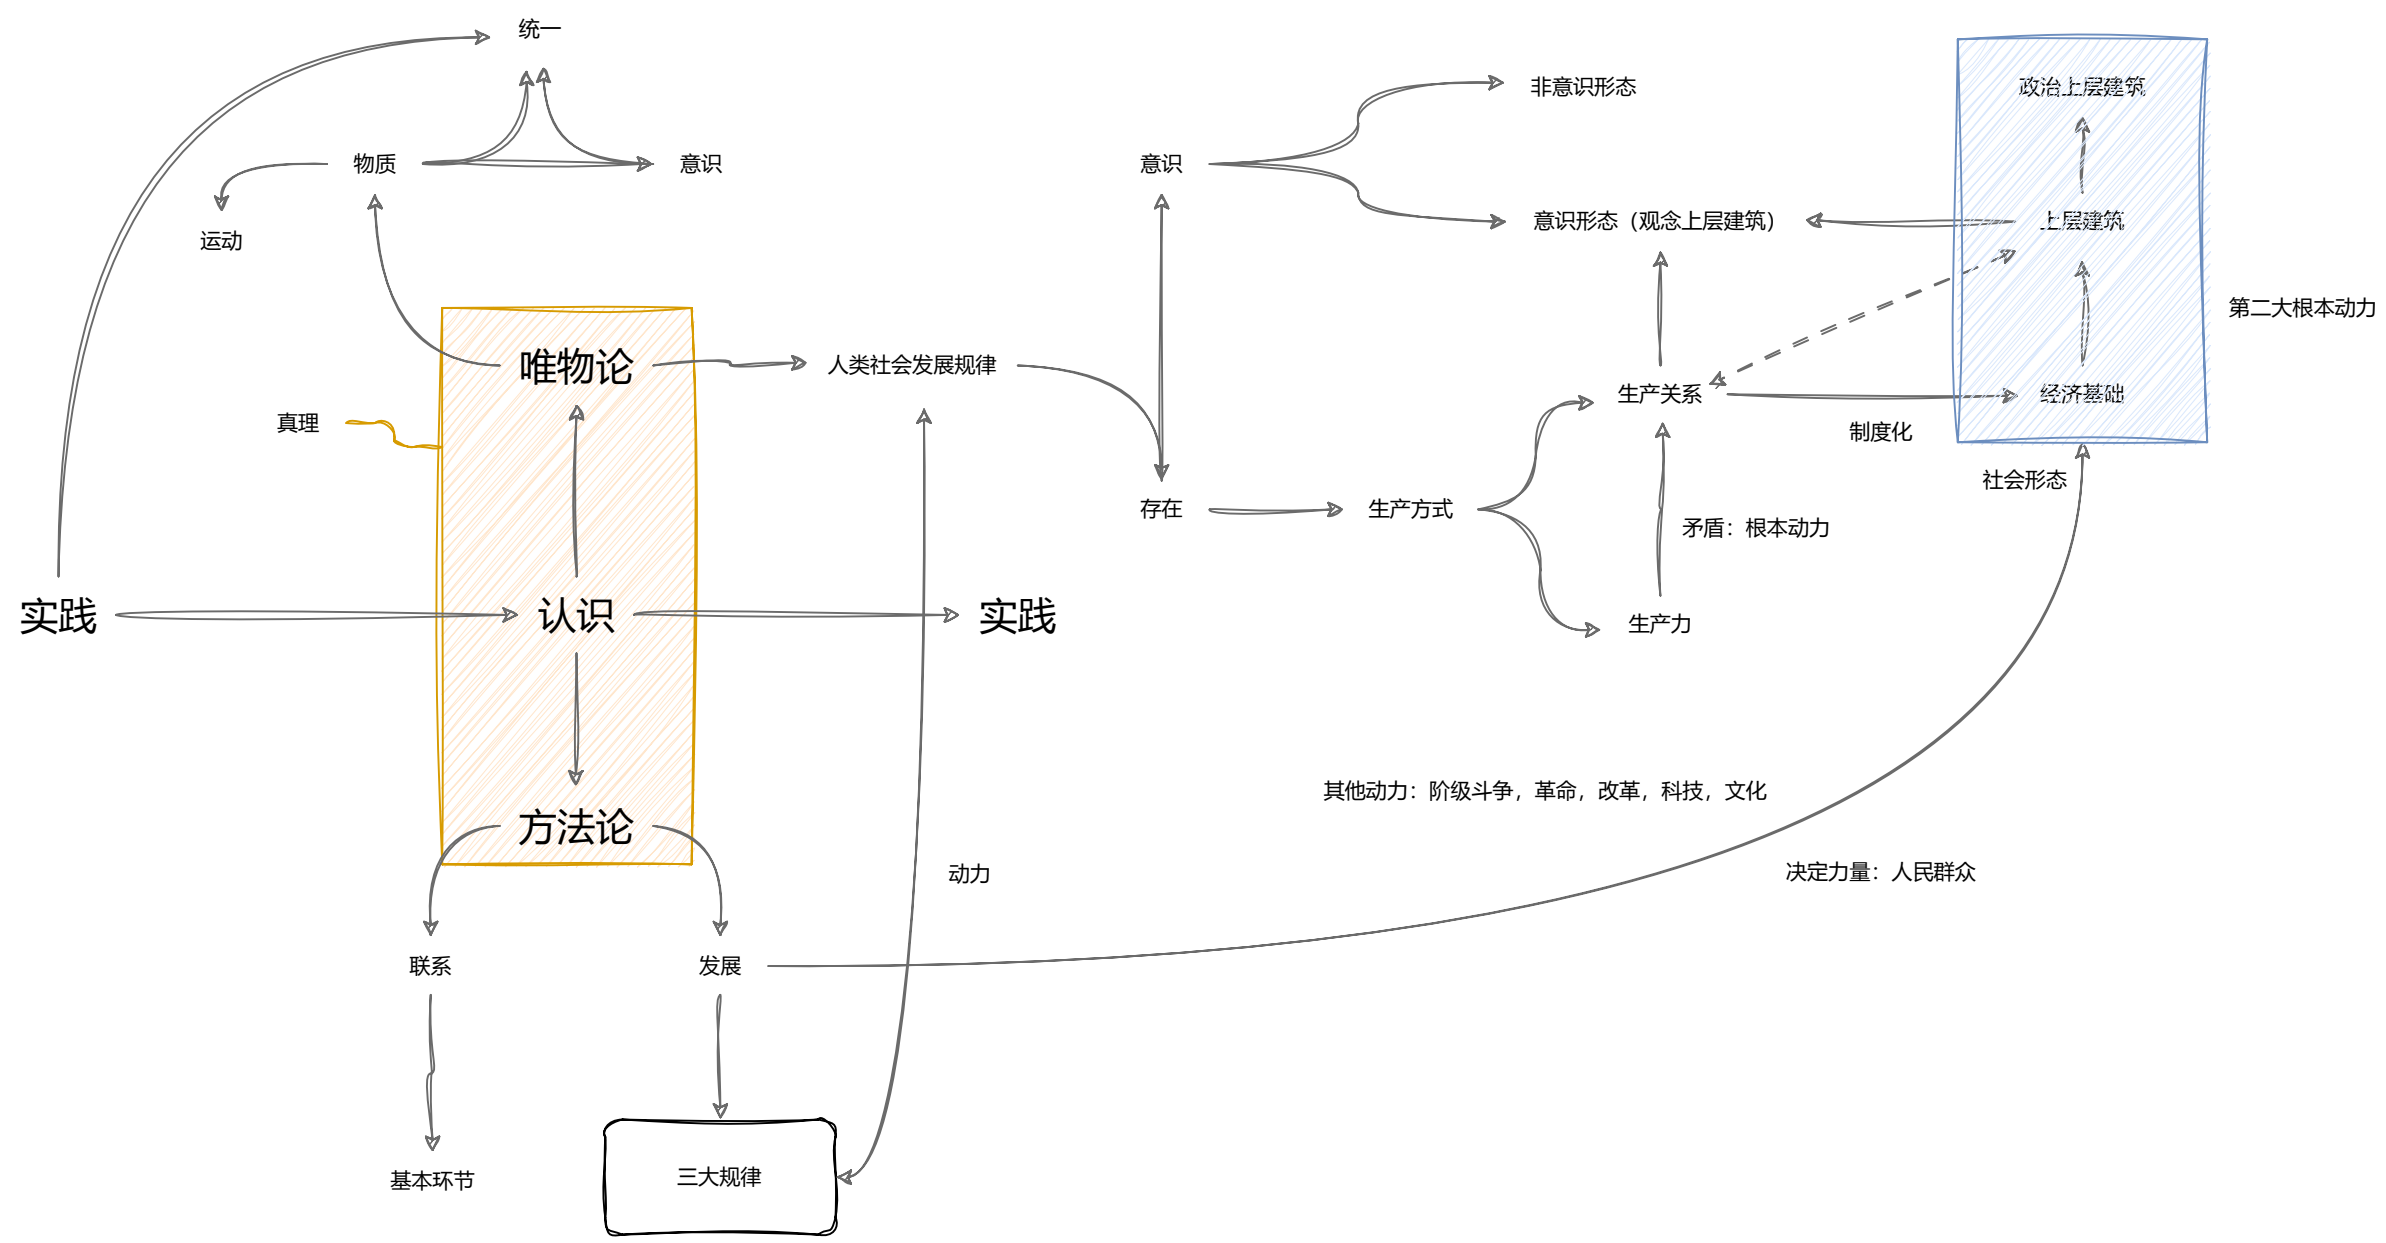 统一
非意识形态
政治上层建筑
物质
意识
意识
运动
意识形态（观念上层建筑）
上层建筑
第二大根本动力
唯物论
人类社会发展规律
生产关系
经济基础
真理
制度化
社会形态
存在
生产方式
矛盾：根本动力
实践
认识
实践
生产力
其他动力：阶级斗争，革命，改革，科技，文化
方法论
动力
决定力量：人民群众
联系
发展
基本环节
三大规律